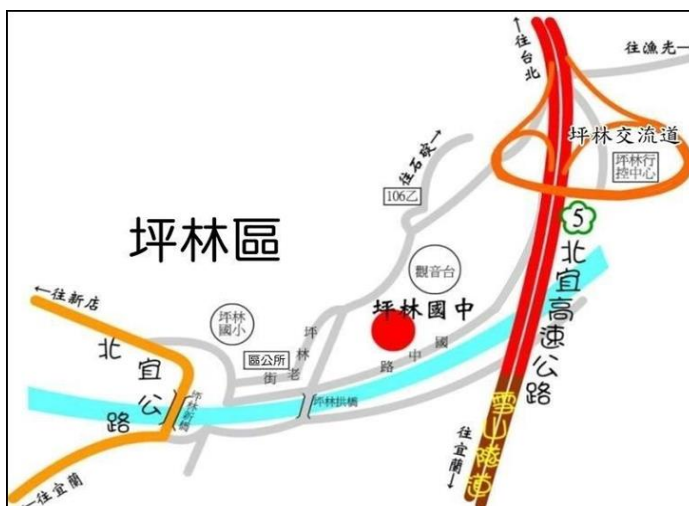 ←往台北
往漁光→
坪林交流道
坪林行
控中心
往石碇→
106乙
5
坪林區
觀音台
北宜高速公路
←往新店
坪林
國小
坪林國中
北宜公路
區公所
坪林老街
國中路
坪林新橋
坪林拱橋
雪山隧道
往宜蘭→
←往宜蘭